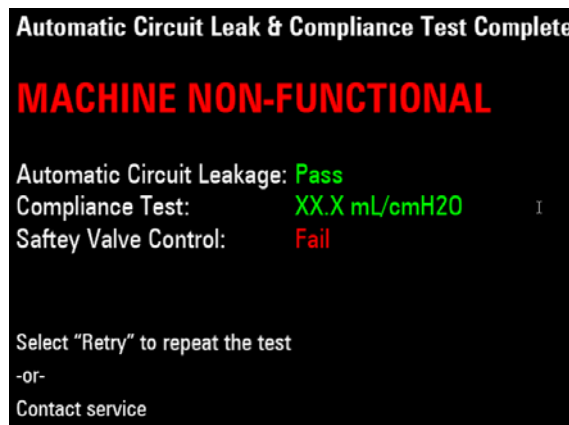 Automatic Circuit Leak & Compliance Test Complete
MACHINE NON-FUNCTIONAL
Automatic Circuit Leakage: Pass
Compliance Test: XX.X mL/cmH2O
Saftey Valve Control: Fail
Select “Retry” to repeat the test
-or-
Contact service